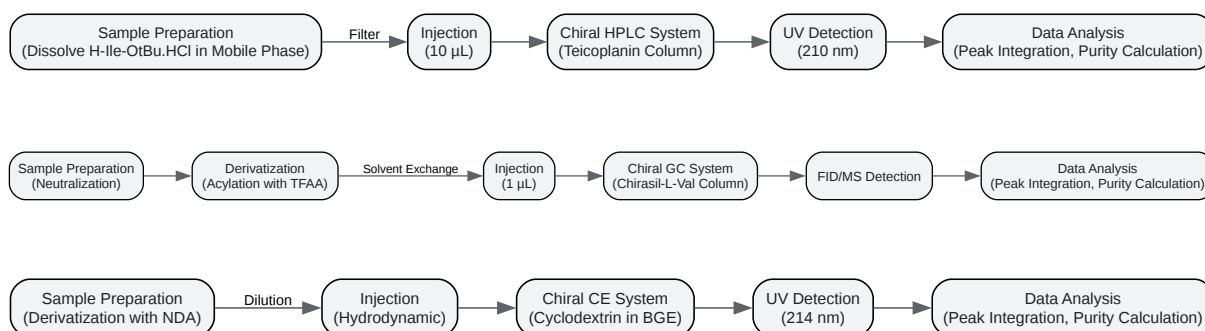 Sample Preparation
(Dissolve H-Ile-OtBu.HCl in Mobile Phase)
Filter
Injection
(10 µL)
Chiral HPLC System
(Teicoplanin Column)
UV Detection
(210 nm)
Data Analysis
(Peak Integration, Purity Calculation)
Sample Preparation
(Neutralization)
Derivatization
(Acylation with TFAA)
Solvent Exchange
Injection
(1 µL)
Chiral GC System
(Chirasil-L-Val Column)
FID/MS Detection
Data Analysis
(Peak Integration, Purity Calculation)
Sample Preparation
(Derivatization with NDA)
Dilution
Injection
(Hydrodynamic)
Chiral CE System
(Cyclodextrin in BGE)
UV Detection
(214 nm)
Data Analysis
(Peak Integration, Purity Calculation)